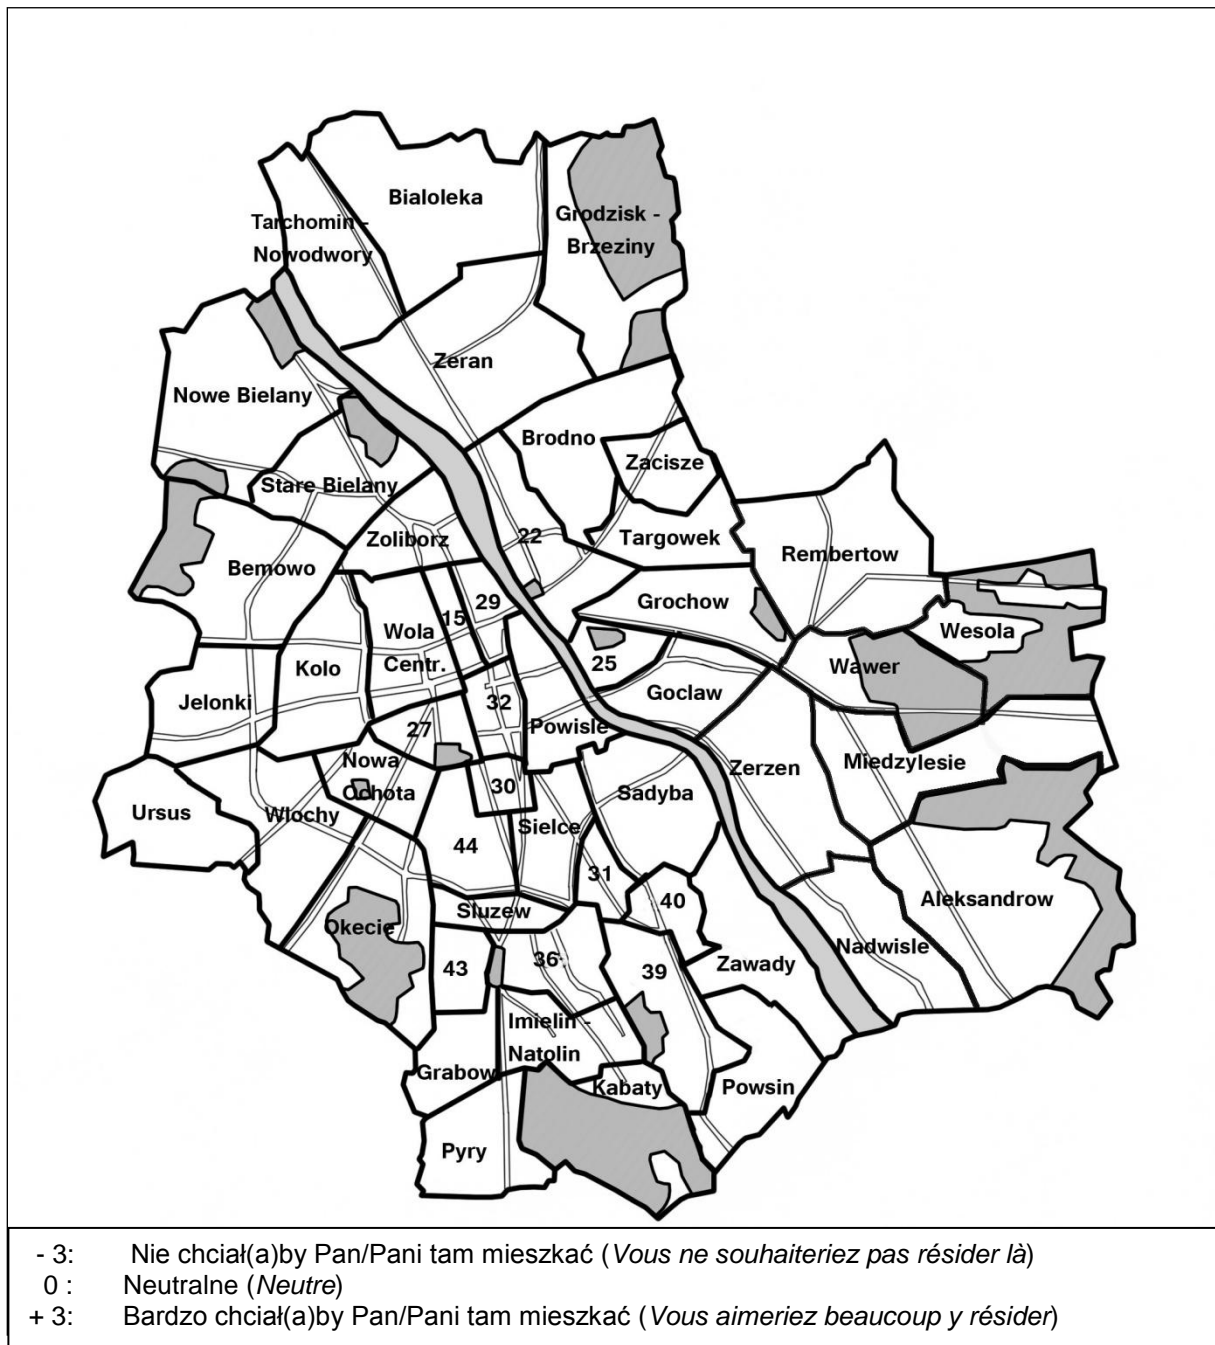 Bialoleka
Tarchomin -
Nowodwory
Grodzisk -
Brzeziny
Zeran
Nowe Bielany
Brodno
Zacisze
Stare Bielany
Zoliborz
22
Targowek
Rembertow
Bemowo
29
15
Grochow
Wola
Centr.
Wesola
Kolo
25
Wawer
Jelonki
32
Goclaw
27
Powisle
Nowa
Ochota
Zerzen
Miedzylesie
30
Sadyba
Ursus
Wlochy
Sielce
44
31
40
Aleksandrow
Sluzew
Okecie
Nadwisle
43
36
39
Zawady
Imielin -
Natolin
Grabow
Kabaty
Powsin
Pyry
- 3: Nie chciał(a)by Pan/Pani tam mieszkać (Vous ne souhaiteriez pas résider là)
0 : Neutralne (Neutre)
+ 3: Bardzo chciał(a)by Pan/Pani tam mieszkać (Vous aimeriez beaucoup y résider)